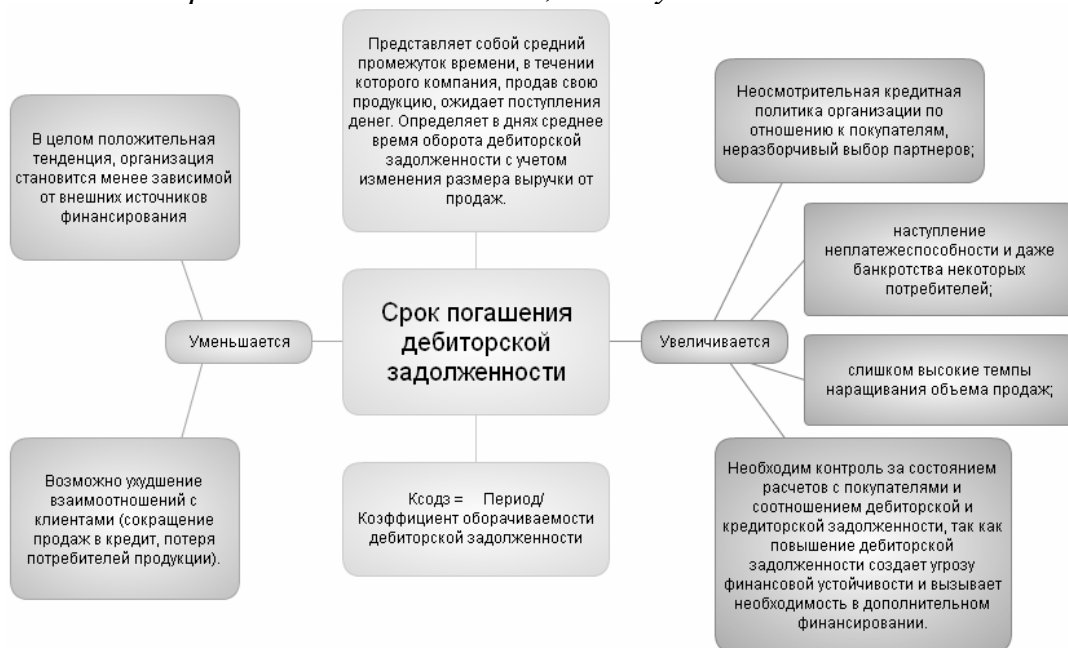 Представляет собой средний
промежуток времени, в течении
которого компания, продав свою
продукцию, ожидает поступления
денег. Определяет в днях среднее
время оборота дебиторской
задолженности с учетом
изменения размера выручки от
продаж.
В целом положительная
тенденция, организация
становится менее зависимой
от внешних источников
финансирования
Неосмотрительная кредитная
политика организации по
отношению к покупателям,
неразборчивый выбор партнеров;
наступление
неплатежеспособности и даже
банкротства некоторых
потребителей;
Уменьшается
Срок погашения
дебиторской
задолженности
Увеличивается
слишком высокие темпы
наращивания объема продаж;
Возможно ухудшение
взаимоотношений с
клиентами (сокращение
продаж в кредит, потеря
потребителей продукции).
Ксодз = Период/
Коэффициент оборачиваемости
дебиторской задолженности
Необходим контроль за состоянием
расчетов с покупателями и
соотношением дебиторской и
кредиторской задолженности, так как
повышение дебиторской
задолженности создает угрозу
финансовой устойчивости и вызывает
необходимость в дополнительном
финансировании.